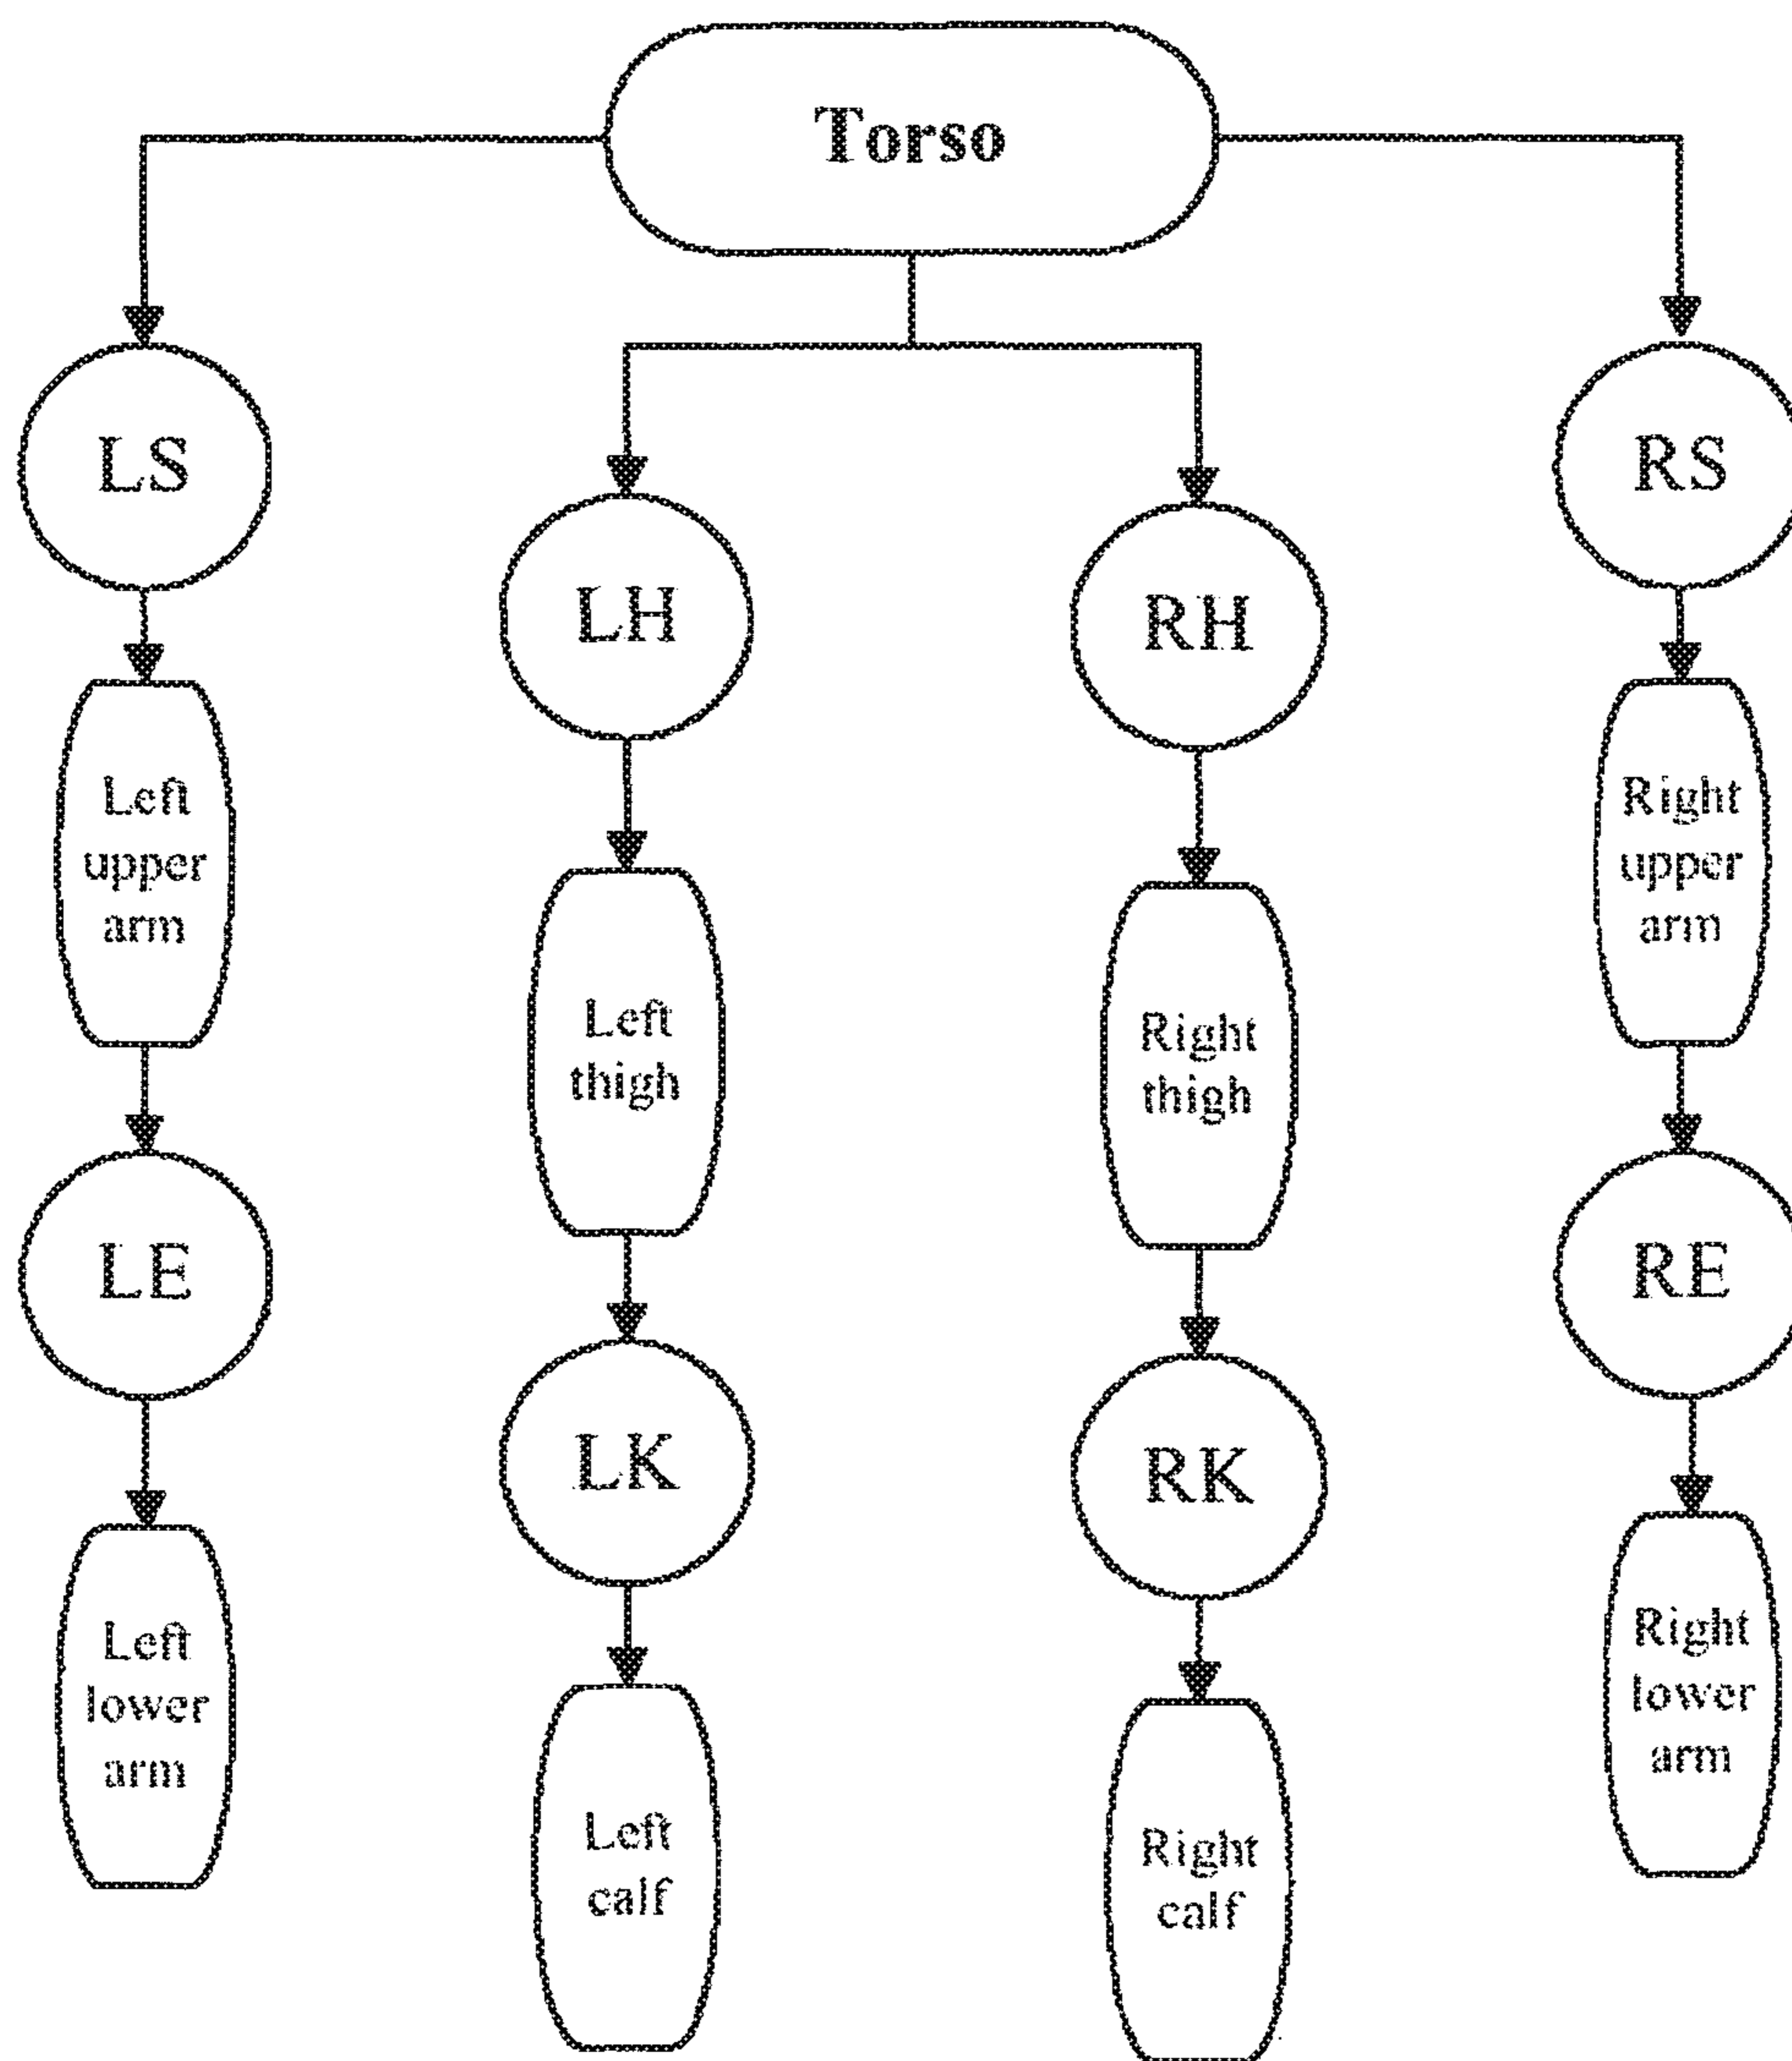 Torso
LS
LH
RH
RS
Left
upper
arm
Left
thigh
Right
thigh
Right
upper
arm
LE
LK
RK
RE
Left
lower
arm
Left
calf
Right
calf
Right
lower
arm